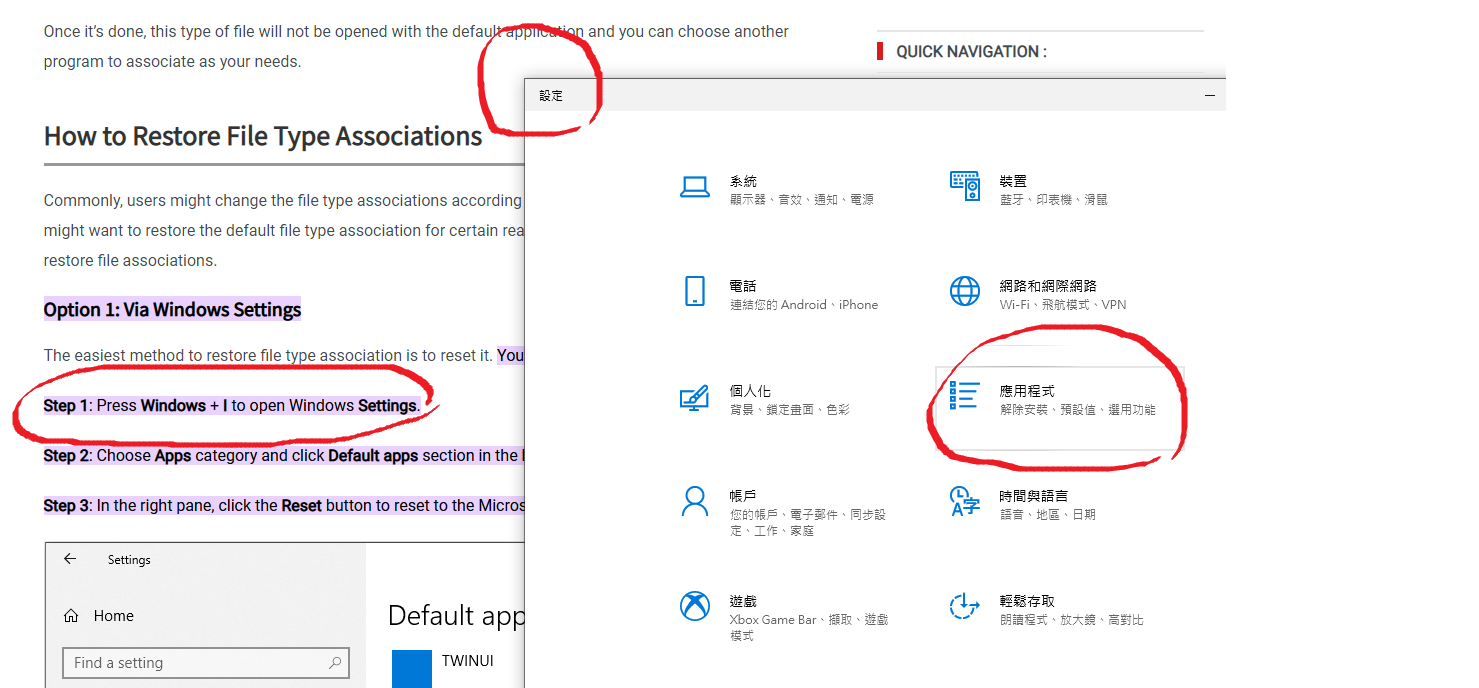 Once it’s done, this type of file will not be opened with the default application and you can choose another
program to associate as your needs.
QUICK NAVIGATION :
How to Restore File Type Associations
Commonly, users might change the file type associations according
might want to restore the default file type association for certain rea
restore file associations.
Option 1: Via Windows Settings
The easiest method to restore file type association is to reset it. You
Step 1: Press Windows + I to open Windows Settings.
Step 2: Choose Apps category and click Default apps section in the
Step 3: In the right pane, click the Reset button to reset to the Micros
Settings
Home
Find a setting
Default app
TWINUI
設定
系統
顯示器、音效、通知、電源
裝置
藍牙、印表機、滑鼠
電話
連結您的 Android、iPhone
網路和網際網路
Wi-Fi、飛航模式、VPN
個人化
背景、鎖定畫面、色彩
應用程式
解除安裝、預設值、選用功能
帳戶
您的帳戶、電子郵件、同步設
定、工作、家庭
時間與語言
語音、地區、日期
遊戲
Xbox Game Bar、擷取、遊戲
模式
輕鬆存取
朗讀程式、放大鏡、高對比